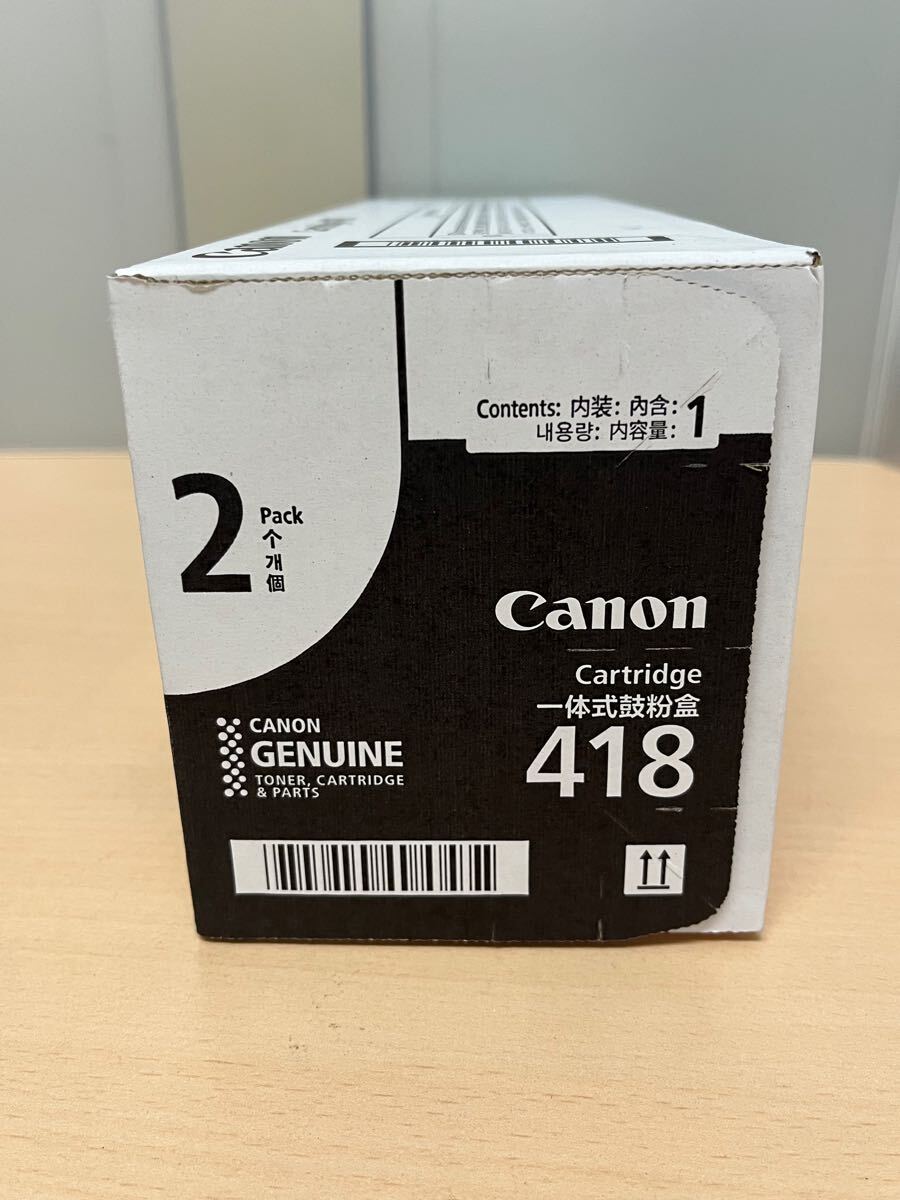 Canon
Contents: 内装: 內含: 1
내용량: 内容量:
2
Pack
个
개
個
Canon
Cartridge
一体式鼓粉盒
418
CANON
GENUINE
TONER, CARTRIDGE
& PARTS